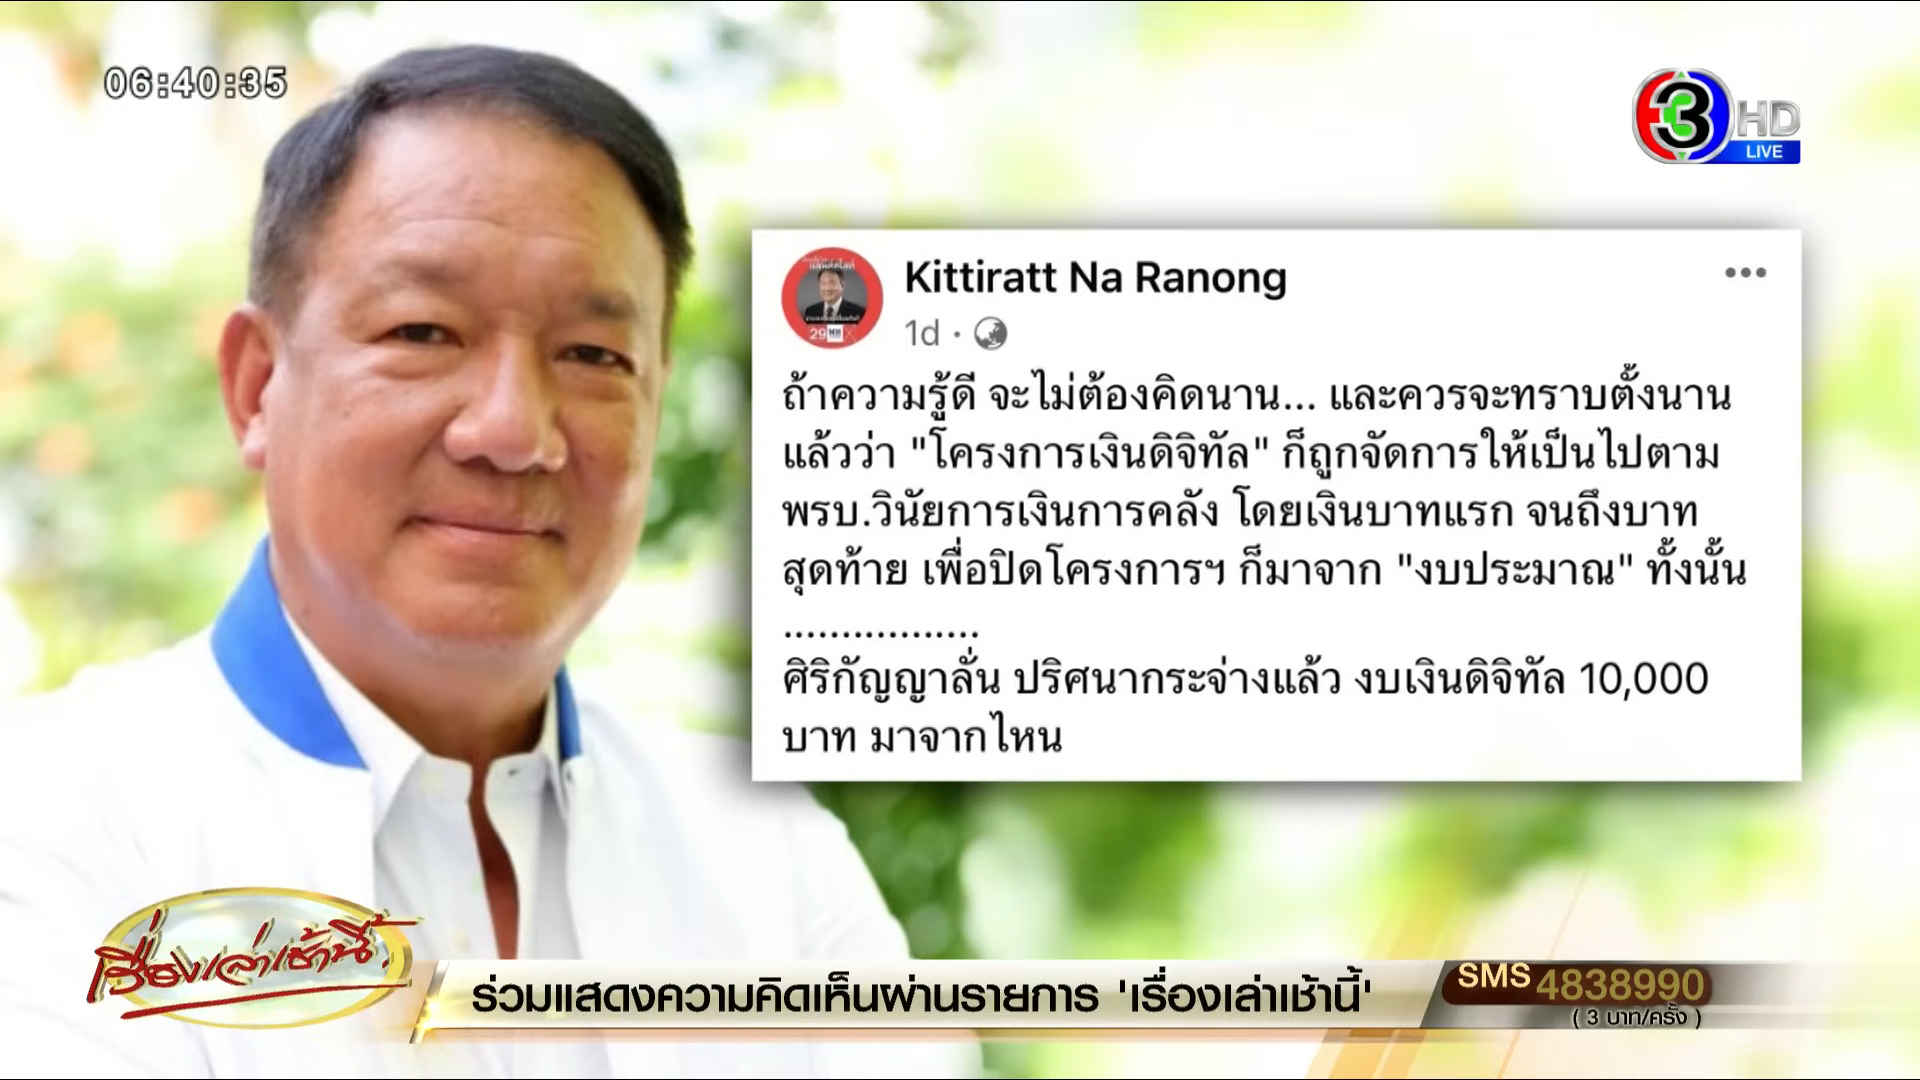 06:40:35
3 HD
LIVE
Kittiratt Na Ranong
1d
ถ้าความรู้ดี จะไม่ต้องคิดนาน... และควรจะทราบตั้งนาน
แล้วว่า "โครงการเงินดิจิทัล" ก็ถูกจัดการให้เป็นไปตาม
พรบ.วินัยการเงินการคลัง โดยเงินบาทแรก จนถึงบาท
สุดท้าย เพื่อปิดโครงการฯ ก็มาจาก "งบประมาณ" ทั้งนั้น
.................
ศิริกัญญาลั่น ปริศนากระจ่างแล้ว งบเงินดิจิทัล 10,000
บาท มาจากไหน
29
เรื่องเล่าเช้านี้
ร่วมแสดงความคิดเห็นผ่านรายการ 'เรื่องเล่าเช้านี้'
SMS 4838990
( 3 บาท/ครั้ง )